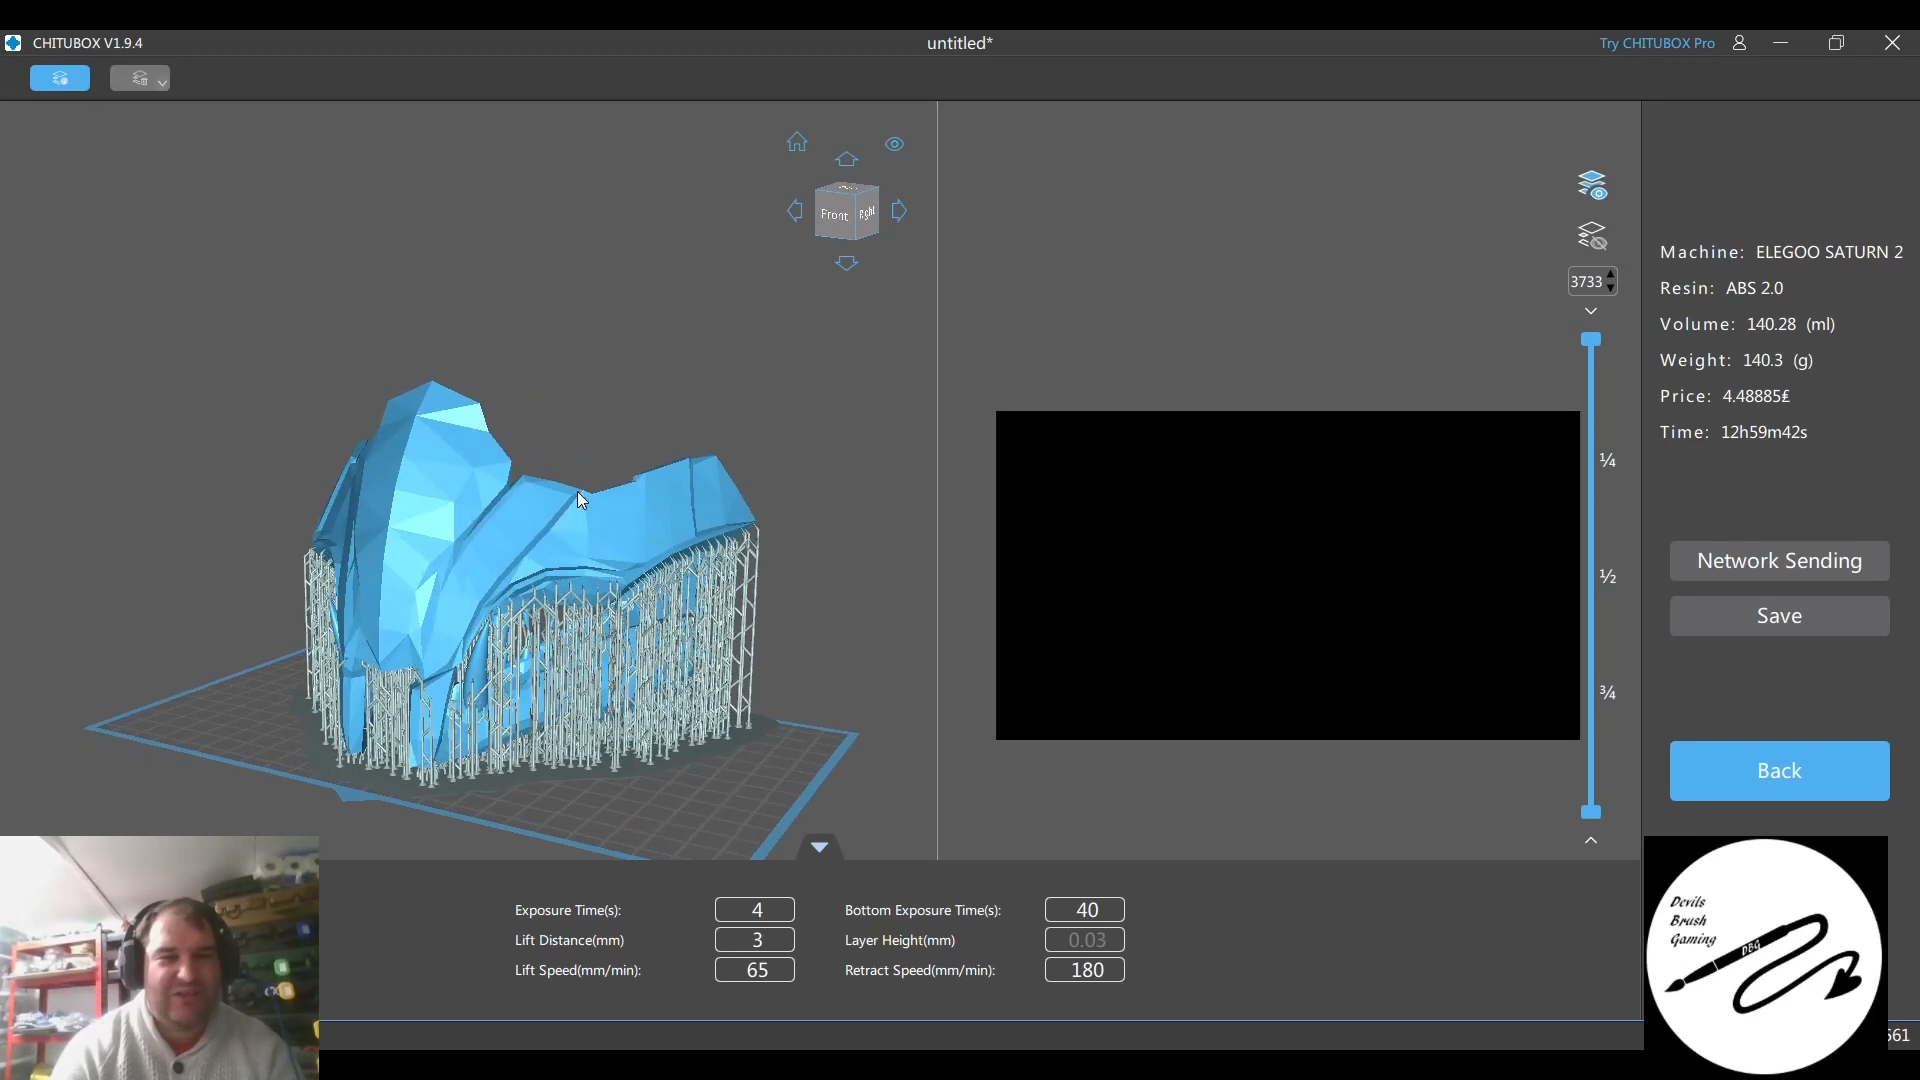 CHITUBOX V1.9.4
untitled*
Try CHITUBOX Pro
Front
Right
3733
¼
½
¾
Machine: ELEGOO SATURN 2
Resin: ABS 2.0
Volume: 140.28 (ml)
Weight: 140.3 (g)
Price: 4.48885£
Time: 12h59m42s
Network Sending
Save
Back
Exposure Time(s): 4
Bottom Exposure Time(s): 40
Lift Distance(mm) 3
Layer Height(mm) 0.03
Lift Speed(mm/min): 65
Retract Speed(mm/min): 180
Devils
Brush
Gaming
DBG
561